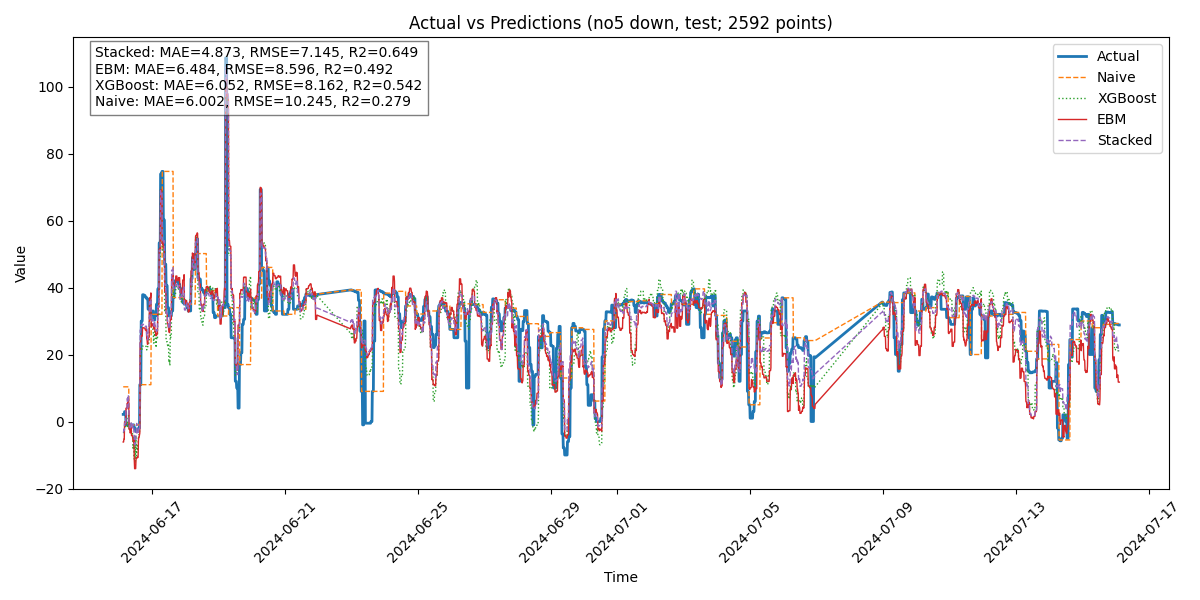 Actual vs Predictions (no5 down, test; 2592 points)
Stacked: MAE=4.873, RMSE=7.145, R2=0.649
EBM: MAE=6.484, RMSE=8.596, R2=0.492
XGBoost: MAE=6.052, RMSE=8.162, R2=0.542
Naive: MAE=6.002, RMSE=10.245, R2=0.279
Actual
Naive
XGBoost
EBM
Stacked
Value
100
80
60
40
20
0
−20
2024-06-17
2024-06-21
2024-06-25
2024-06-29
2024-07-01
2024-07-05
2024-07-09
2024-07-13
2024-07-17
Time